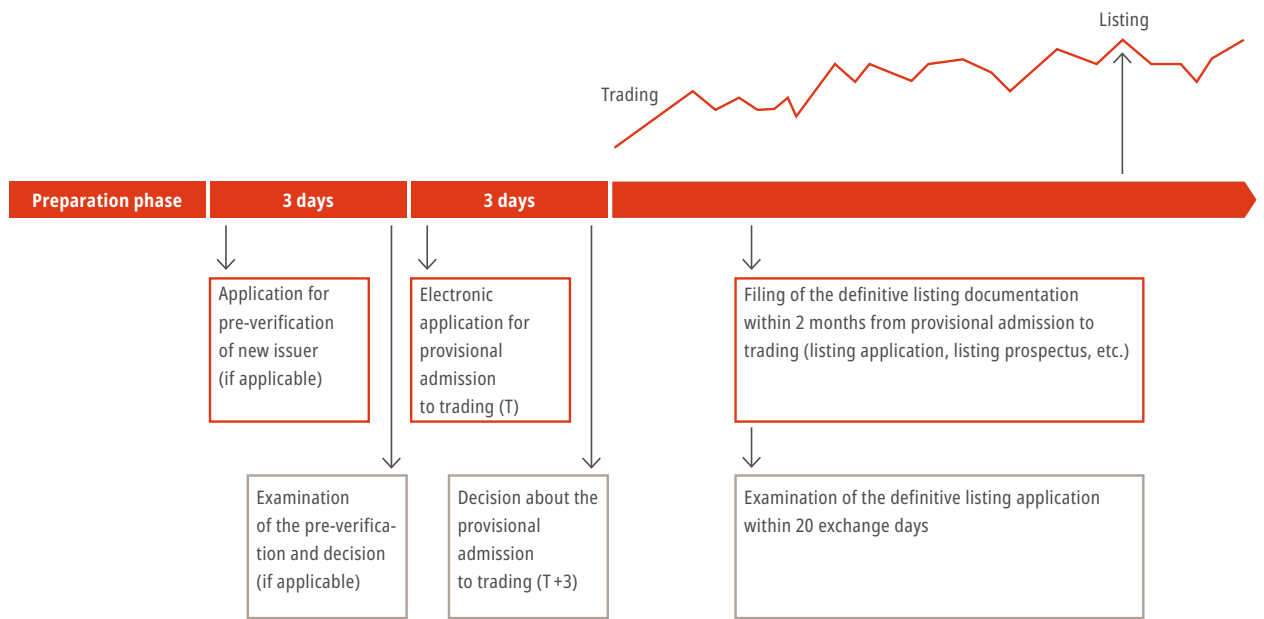 Listing
Trading
Preparation phase
3 days
3 days
Application for
pre-verification
of new issuer
(if applicable)
Electronic
application for
provisional
admission
to trading (T)
Filing of the definitive listing documentation
within 2 months from provisional admission to
trading (listing application, listing prospectus, etc.)
Examination
of the pre-verifica-
tion and decision
(if applicable)
Decision about the
provisional
admission
to trading (T+3)
Examination of the definitive listing application
within 20 exchange days